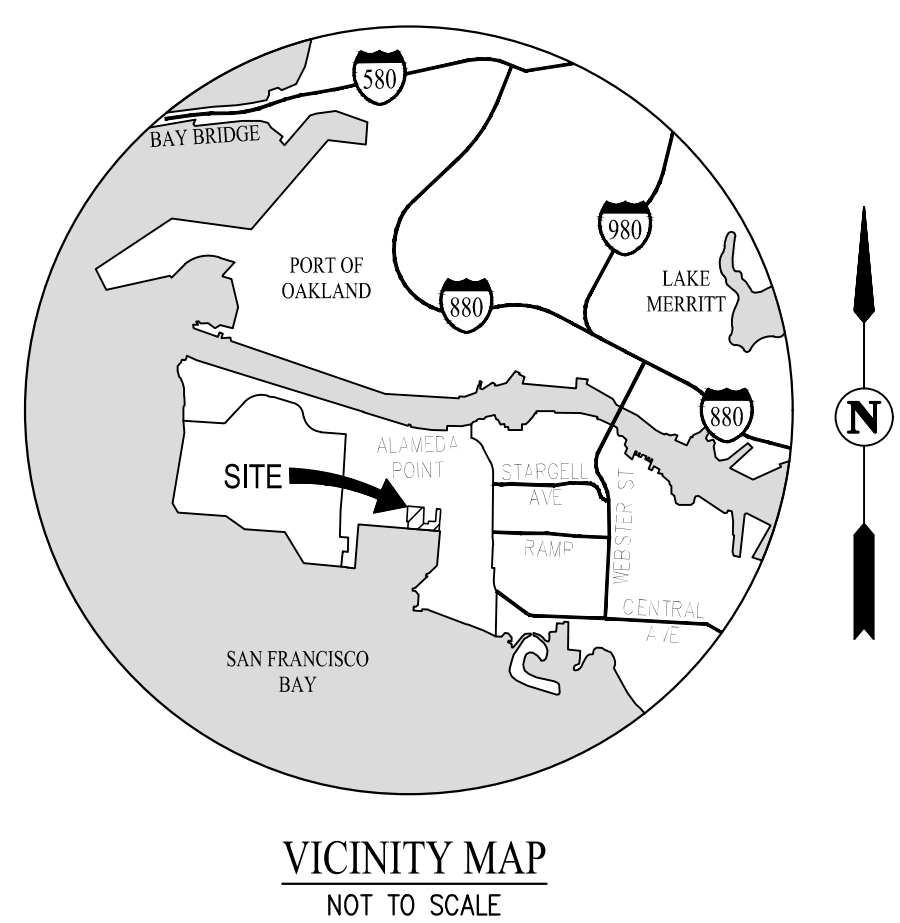 580
BAY BRIDGE
980
PORT OF
OAKLAND
LAKE
MERRITT
880
880
N
ALAMEDA
POINT
SITE
STARGELL
AVE
WEBSTER ST
RAMP
CENTRAL
AVE
SAN FRANCISCO
BAY
VICINITY MAP
NOT TO SCALE